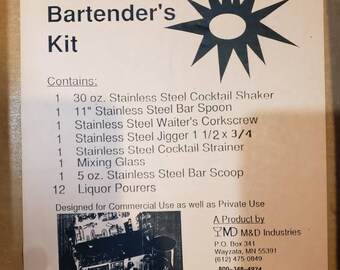 Bartender's
Kit
Contains:
1 30 oz. Stainless Steel Cocktail Shaker
1 11" Stainless Steel Bar Spoon
1 Stainless Steel Waiter's Corkscrew
1 Stainless Steel Jigger 1 1/2 x 3/4
1 Stainless Steel Cocktail Strainer
1 Mixing Glass
1 5 oz. Stainless Steel Bar Scoop
12 Liquor Pourers
Designed for Commercial Use as well as Private Use
A Product by
MD M&D Industries
P.O. Box 341
Wayzata, MN 55391
(612) 475-0849